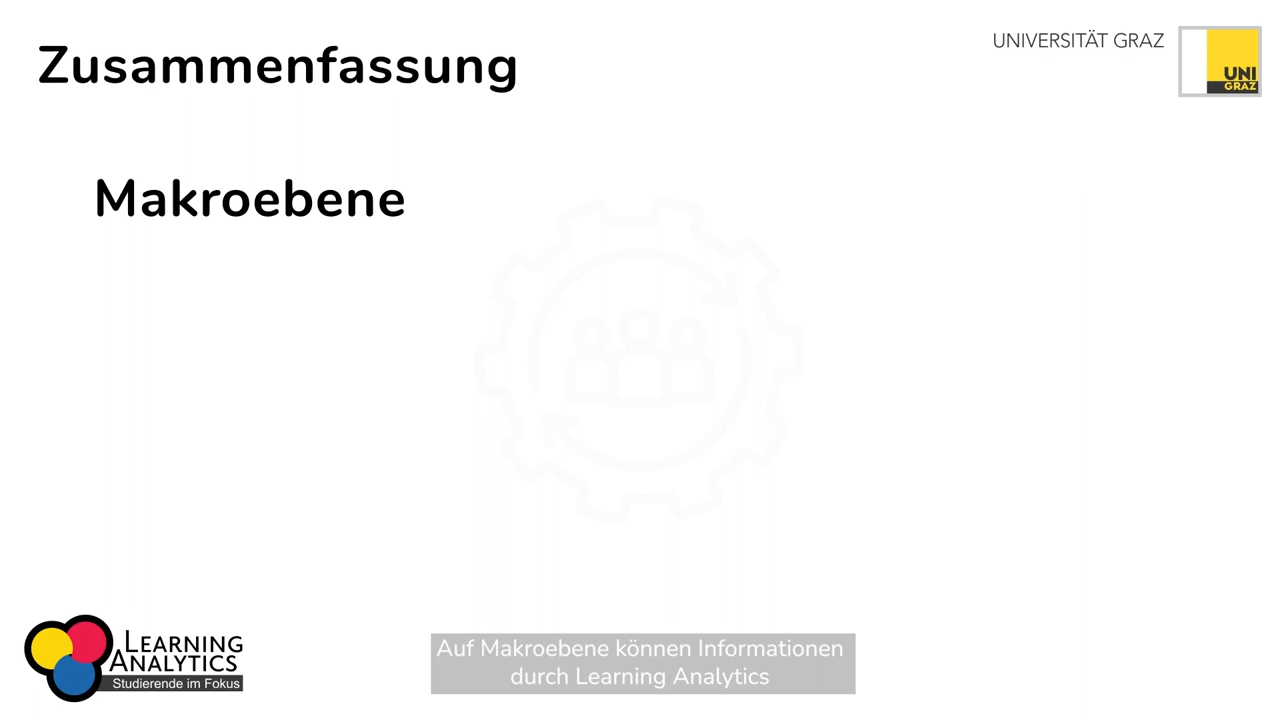 Zusammenfassung
UNIVERSITÄT GRAZ
UNI
GRAZ
Makroebene
LEARNING
ANALYTICS
Studierende im Fokus
Auf Makroebene können Informationen
durch Learning Analytics